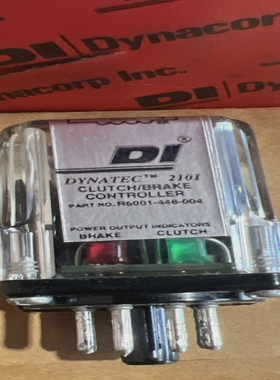 DI Dynacorp
Dynacorp Inc.
DI
DI®
DYNATEC™ 2101
CLUTCH/BRAKE
CONTROLLER
PART NO. R6001-448-004
POWER OUTPUT INDICATORS
BRAKE CLUTCH